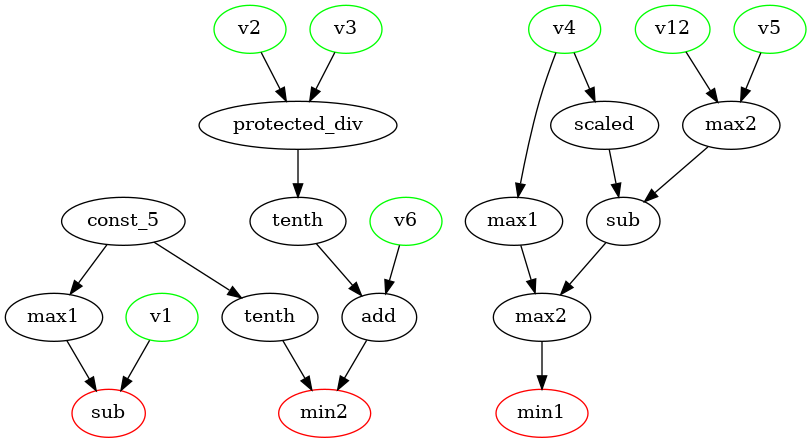 v2
v3
v4
v12
v5
protected_div
scaled
max2
const_5
tenth
v6
max1
sub
max1
v1
tenth
add
max2
sub
min2
min1